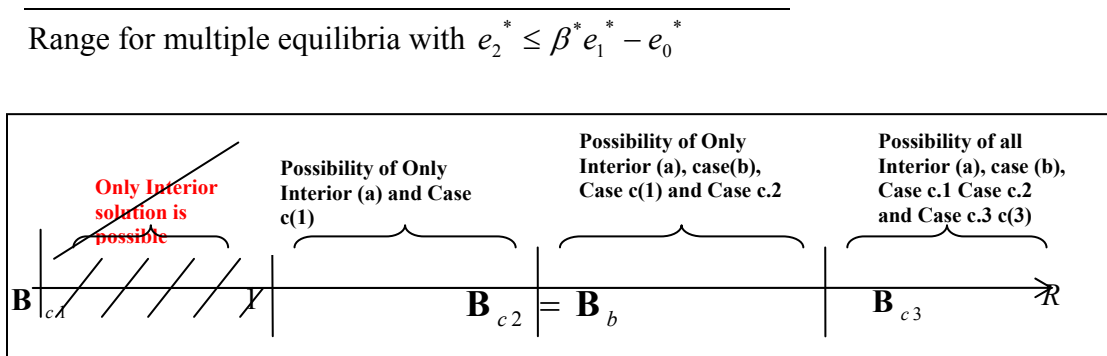 Range for multiple equilibria with e₂* ≤ β*e₁* − e₀*
Only Interior
solution is
possible
Possibility of Only
Interior (a) and Case
c(1)
Possibility of Only
Interior (a), case(b),
Case c(1) and Case c.2
Possibility of all
Interior (a), case (b),
Case c.1 Case c.2
and Case c.3 c(3)
B c1 1 B c2 = B b B c3 R